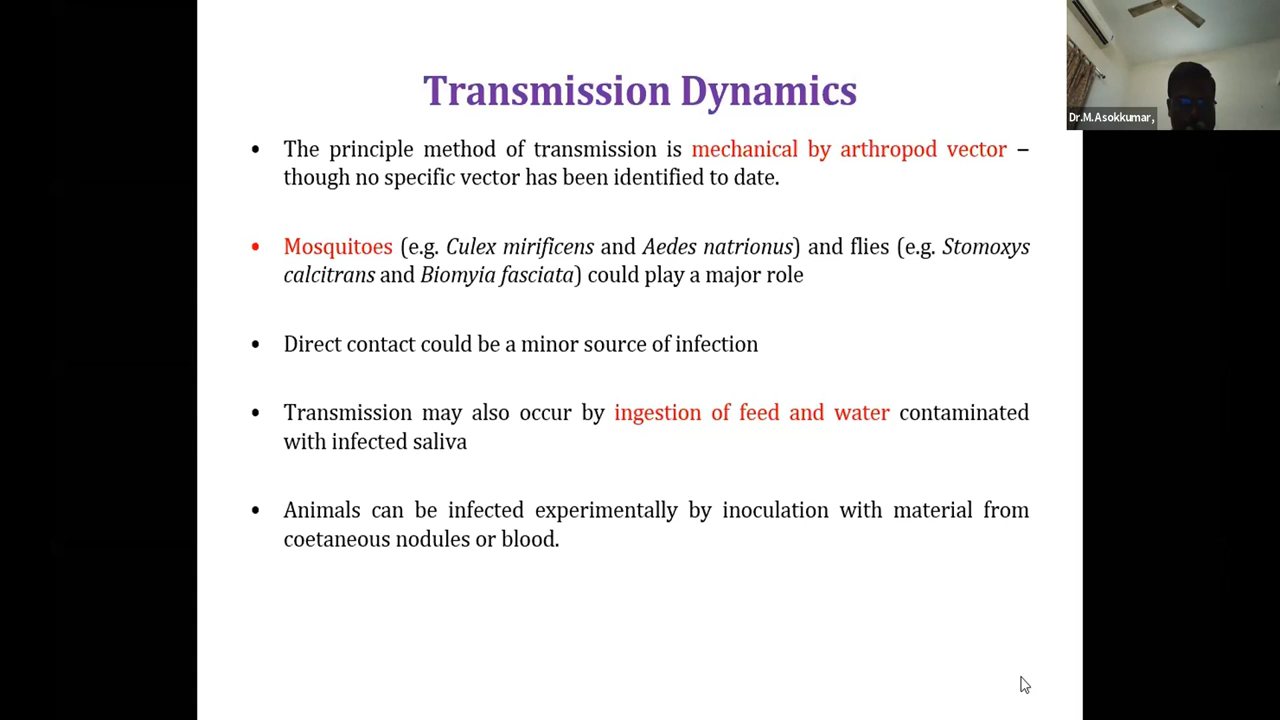 Transmission Dynamics
• The principle method of transmission is mechanical by arthropod vector –
though no specific vector has been identified to date.
• Mosquitoes (e.g. Culex mirificens and Aedes natrionus) and flies (e.g. Stomoxys
calcitrans and Biomyia fasciata) could play a major role
• Direct contact could be a minor source of infection
• Transmission may also occur by ingestion of feed and water contaminated
with infected saliva
• Animals can be infected experimentally by inoculation with material from
coetaneous nodules or blood.
Dr.M.Asokkumar,